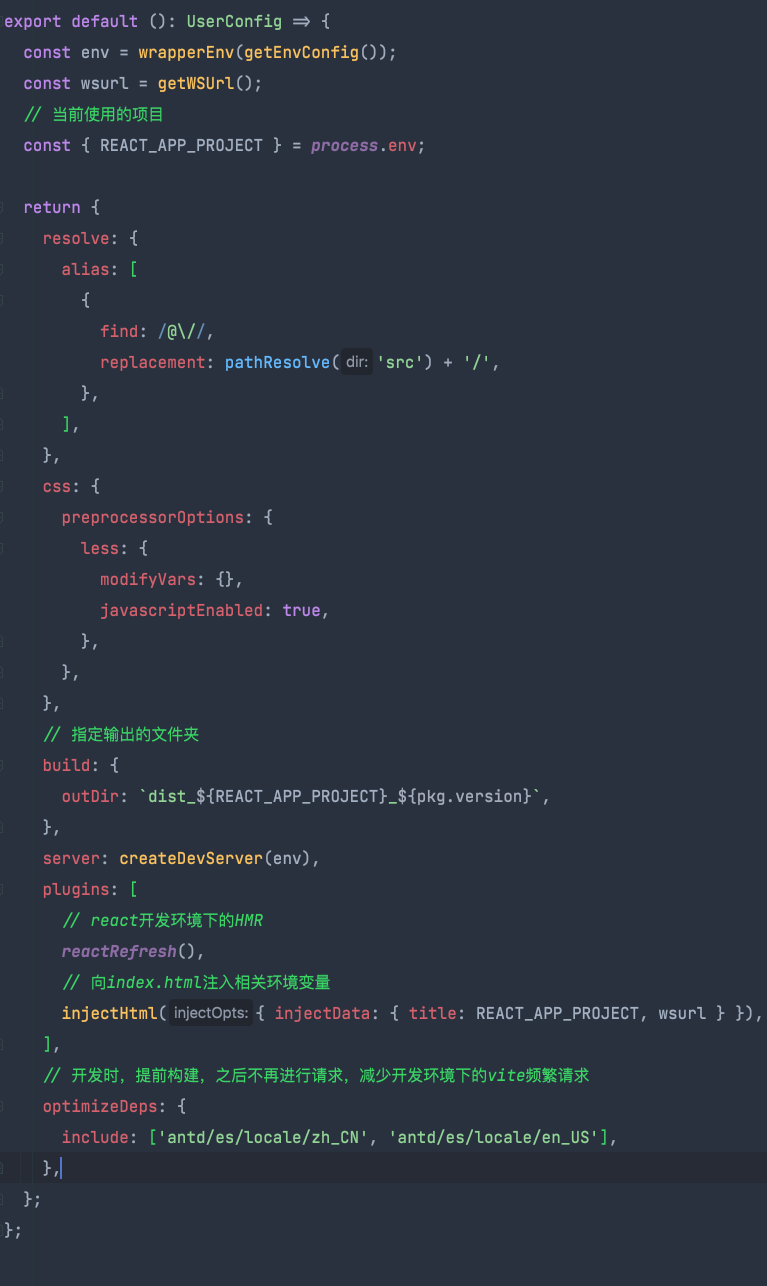 export default (): UserConfig => {
  const env = wrapperEnv(getEnvConfig());
  const wsurl = getWSUrl();
  // 当前使用的项目
  const { REACT_APP_PROJECT } = process.env;

  return {
    resolve: {
      alias: [
        {
          find: /@\//,
          replacement: pathResolve( dir: 'src') + '/',
        },
      ],
    },
    css: {
      preprocessorOptions: {
        less: {
          modifyVars: {},
          javascriptEnabled: true,
        },
      },
    },
    // 指定输出的文件夹
    build: {
      outDir: `dist_${REACT_APP_PROJECT}_${pkg.version}`,
    },
    server: createDevServer(env),
    plugins: [
      // react开发环境下的HMR
      reactRefresh(),
      // 向index.html注入相关环境变量
      injectHtml( injectOpts: { injectData: { title: REACT_APP_PROJECT, wsurl } }),
    ],
    // 开发时，提前构建，之后不再进行请求，减少开发环境下的vite频繁请求
    optimizeDeps: {
      include: ['antd/es/locale/zh_CN', 'antd/es/locale/en_US'],
    },
  };
};